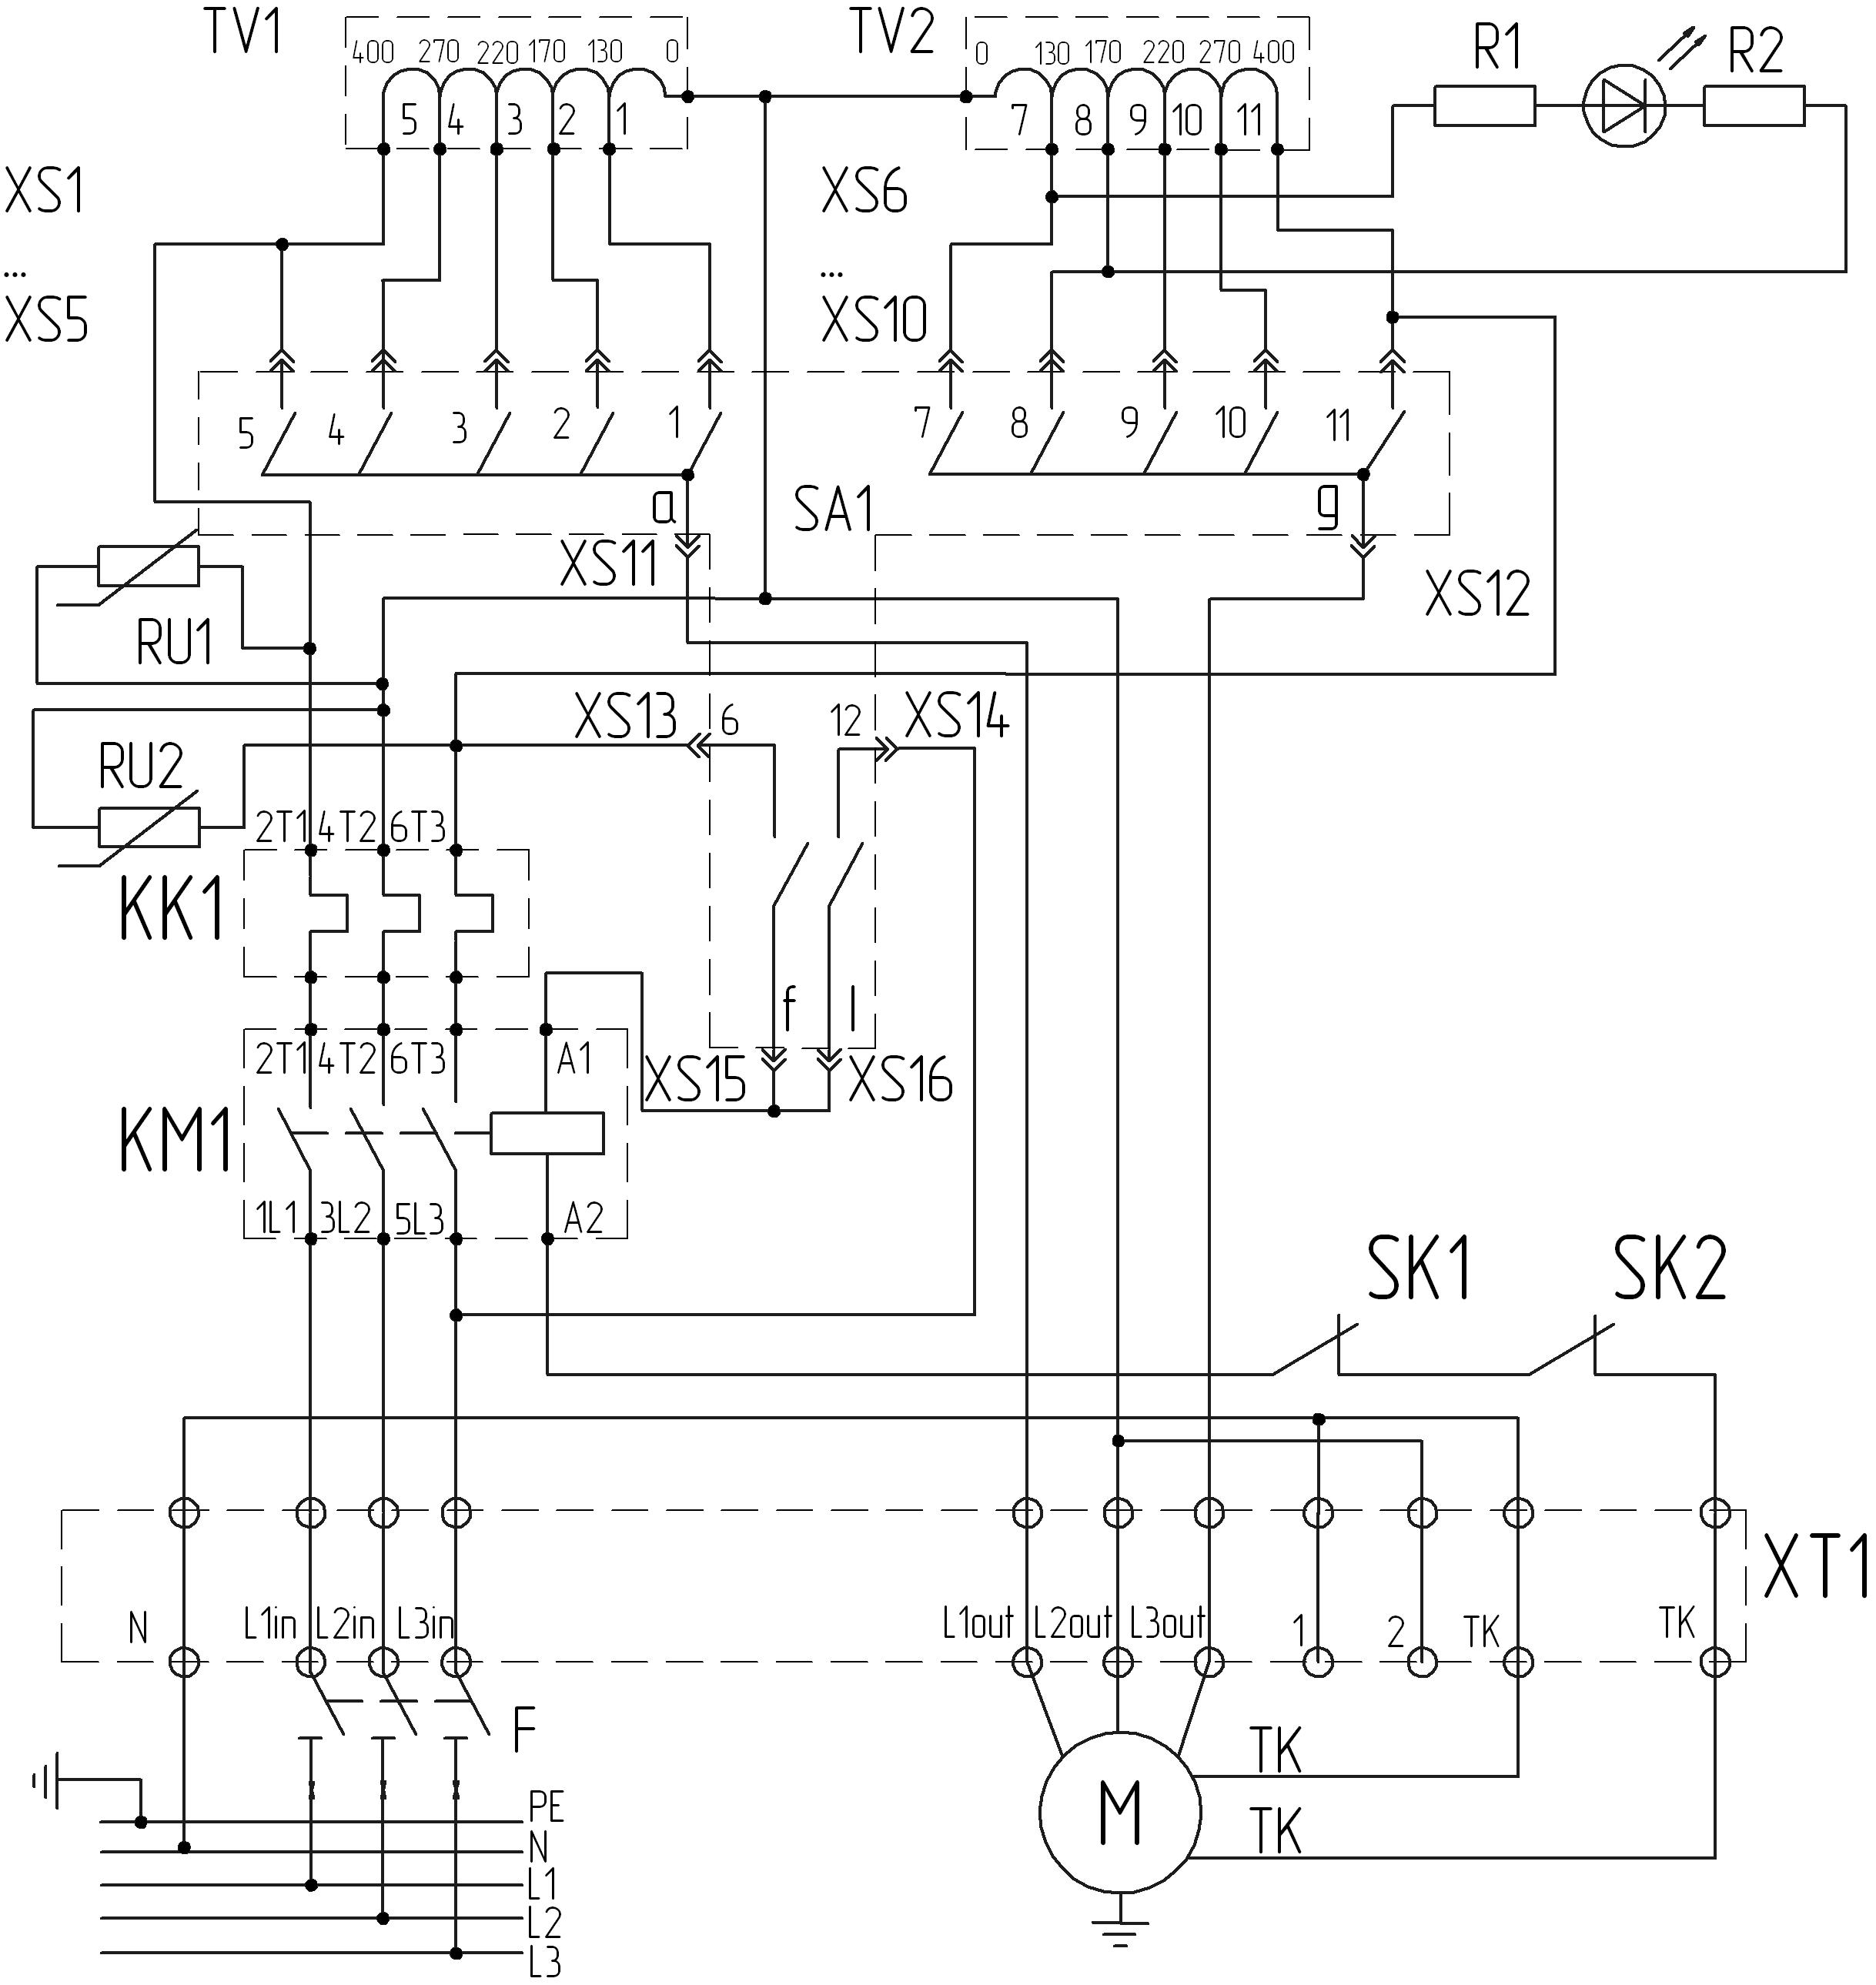 TV1
TV2
R1
R2
400 270 220 170 130 0
0 130 170 220 270 400
5 4 3 2 1
7 8 9 10 11
XS1
...
XS5
XS6
...
XS10
5 4 3 2 1
7 8 9 10 11
a
SA1
g
XS11
XS12
RU1
XS13 6
12 XS14
RU2
2T1 4T2 6T3
KK1
f l
2T1 4T2 6T3 A1
XS15
XS16
KM1
1L1 3L2 5L3 A2
SK1
SK2
XT1
N L1in L2in L3in
L1out L2out L3out 1 2 TK TK
F
TK
M
TK
PE
N
L1
L2
L3